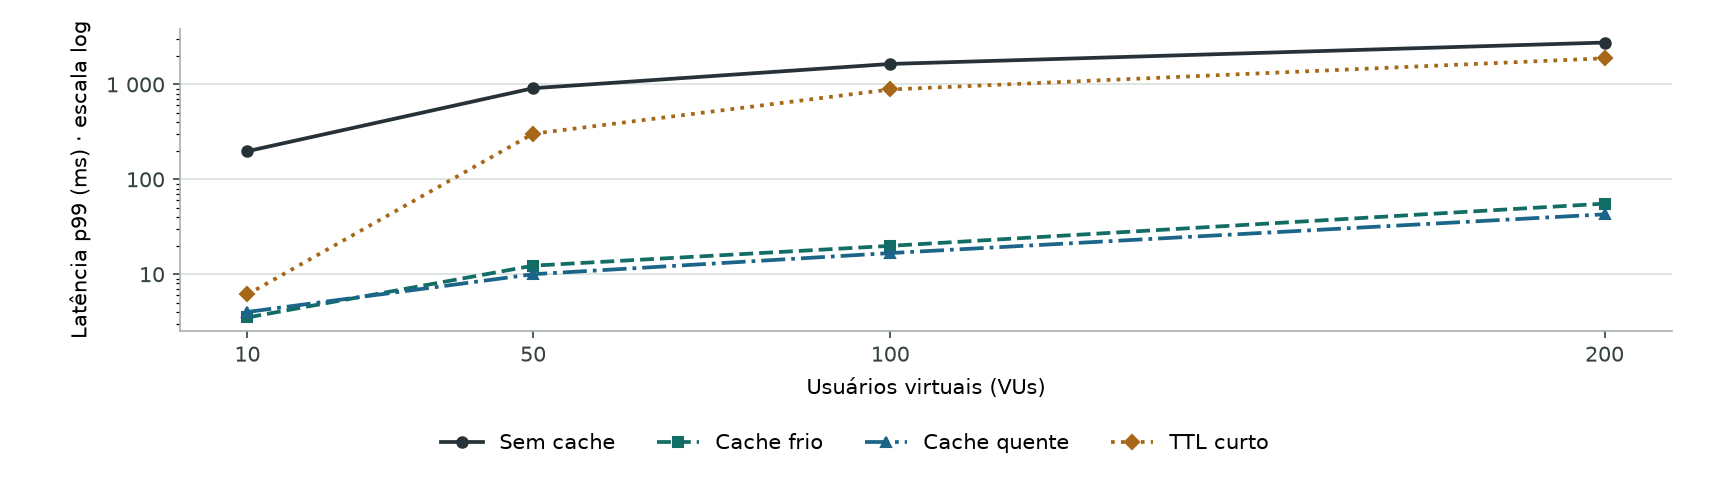 Latência p99 (ms) · escala log
1 000
100
10
10 50 100 200
Usuários virtuais (VUs)
Sem cache Cache frio Cache quente TTL curto